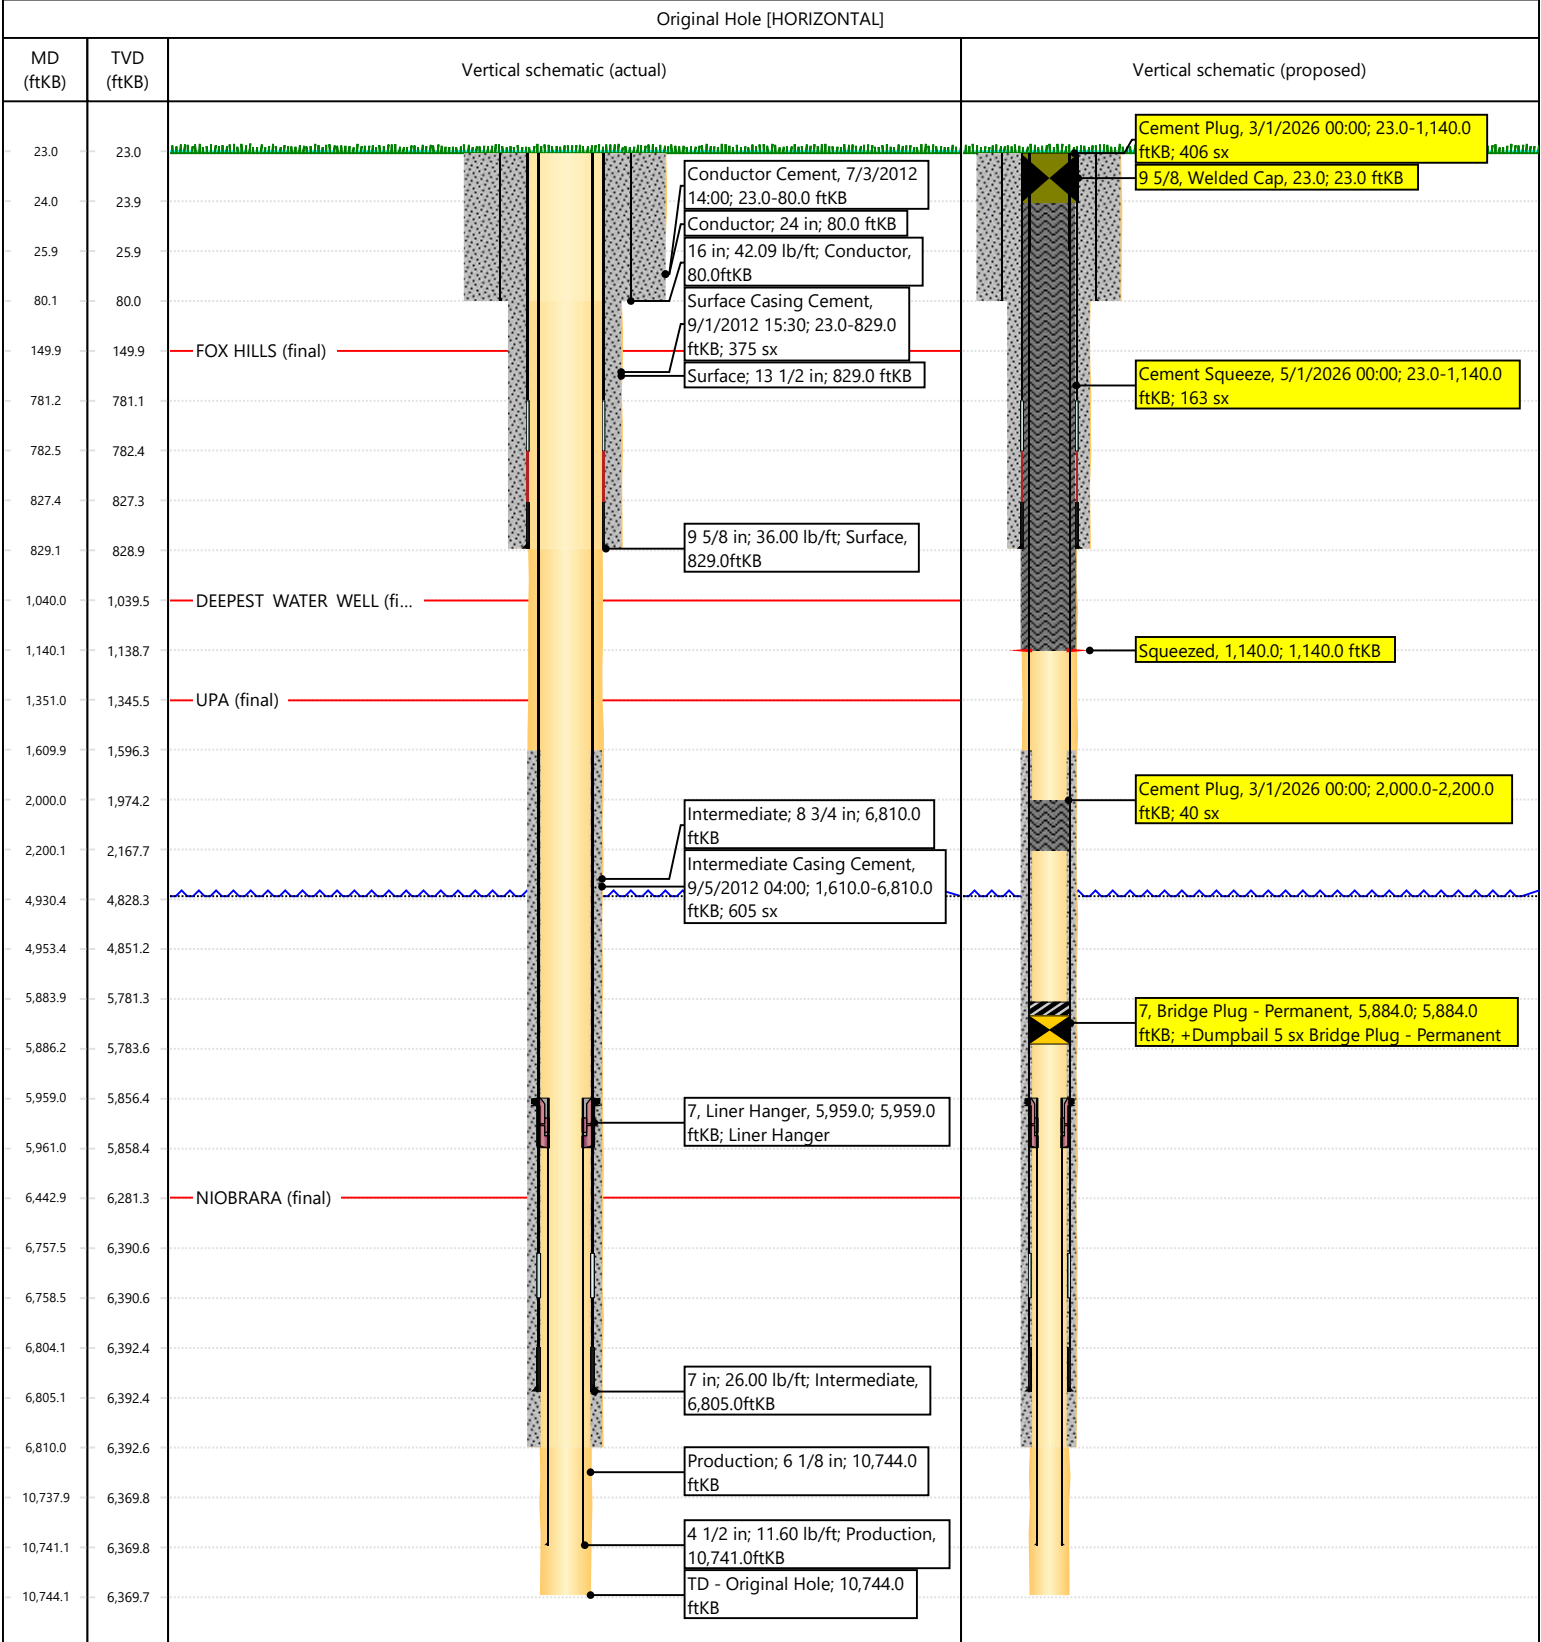 Original Hole [HORIZONTAL]
MD
(ftKB)
TVD
(ftKB)
Vertical schematic (actual)
Vertical schematic (proposed)
23.0 23.0
24.0 23.9
25.9 25.9
80.1 80.0
149.9 149.9
781.2 781.1
782.5 782.4
827.4 827.3
829.1 828.9
1,040.0 1,039.5
1,140.1 1,138.7
1,351.0 1,345.5
1,609.9 1,596.3
2,000.0 1,974.2
2,200.1 2,167.7
4,930.4 4,828.3
4,953.4 4,851.2
5,883.9 5,781.3
5,886.2 5,783.6
5,959.0 5,856.4
5,961.0 5,858.4
6,442.9 6,281.3
6,757.5 6,390.6
6,758.5 6,390.6
6,804.1 6,392.4
6,805.1 6,392.4
6,810.0 6,392.6
10,737.9 6,369.8
10,741.1 6,369.8
10,744.1 6,369.7
FOX HILLS (final)
DEEPEST WATER WELL (fi...
UPA (final)
NIOBRARA (final)
Conductor Cement, 7/3/2012
14:00; 23.0-80.0 ftKB
Conductor; 24 in; 80.0 ftKB
16 in; 42.09 lb/ft; Conductor,
80.0ftKB
Surface Casing Cement,
9/1/2012 15:30; 23.0-829.0
ftKB; 375 sx
Surface; 13 1/2 in; 829.0 ftKB
9 5/8 in; 36.00 lb/ft; Surface,
829.0ftKB
Intermediate; 8 3/4 in; 6,810.0
ftKB
Intermediate Casing Cement,
9/5/2012 04:00; 1,610.0-6,810.0
ftKB; 605 sx
7, Liner Hanger, 5,959.0; 5,959.0
ftKB; Liner Hanger
7 in; 26.00 lb/ft; Intermediate,
6,805.0ftKB
Production; 6 1/8 in; 10,744.0
ftKB
4 1/2 in; 11.60 lb/ft; Production,
10,741.0ftKB
TD - Original Hole; 10,744.0
ftKB
Cement Plug, 3/1/2026 00:00; 23.0-1,140.0
ftKB; 406 sx
9 5/8, Welded Cap, 23.0; 23.0 ftKB
Cement Squeeze, 5/1/2026 00:00; 23.0-1,140.0
ftKB; 163 sx
Squeezed, 1,140.0; 1,140.0 ftKB
Cement Plug, 3/1/2026 00:00; 2,000.0-2,200.0
ftKB; 40 sx
7, Bridge Plug - Permanent, 5,884.0; 5,884.0
ftKB; +Dumpbail 5 sx Bridge Plug - Permanent